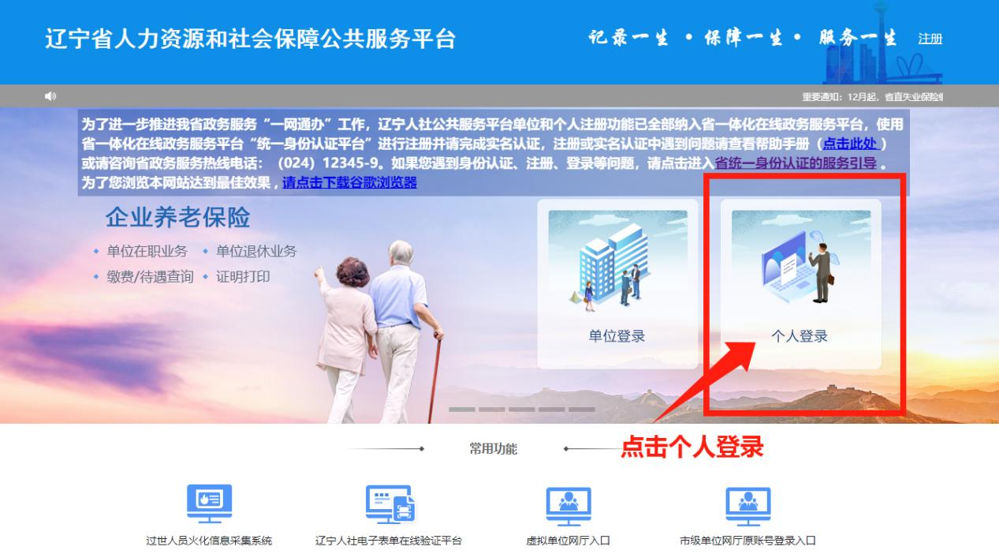 辽宁省人力资源和社会保障公共服务平台
记录一生 • 保障一生 • 服务一生
注册
重要通知：12月起，省直失业保险
为了进一步推进我省政务服务“一网通办”工作，辽宁人社公共服务平台单位和个人注册功能已全部纳入省一体化在线政务服务平台，使用
省一体化在线政务服务平台“统一身份认证平台”进行注册并请完成实名认证，注册或实名认证中遇到问题请查看帮助手册（点击此处 ）
或请咨询省政务服务热线电话：（024）12345-9。如果您遇到身份认证、注册、登录等问题，请点击进入省统一身份认证的服务引导 。
为了您浏览本网站达到最佳效果 , 请点击下载谷歌浏览器
企业养老保险
单位在职业务
单位退休业务
缴费/待遇查询
证明打印
单位登录
个人登录
点击个人登录
常用功能
过世人员火化信息采集系统
辽宁人社电子表单在线验证平台
虚拟单位网厅入口
市级单位网厅原账号登录入口